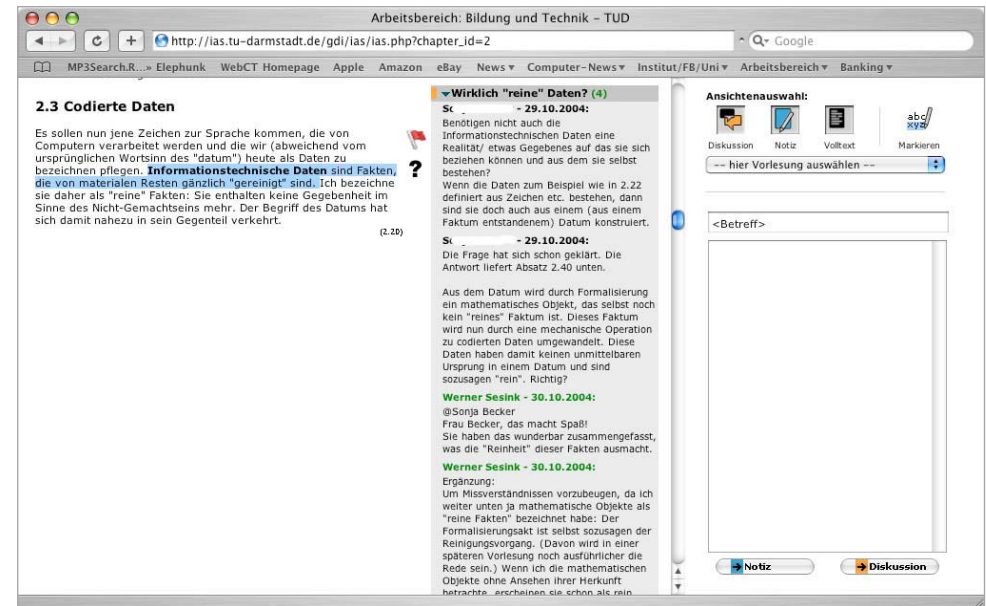 Arbeitsbereich: Bildung und Technik – TUD
http://ias.tu-darmstadt.de/gdi/ias/ias.php?chapter_id=2
Google
MP3Search.R...» Elephunk WebCT Homepage Apple Amazon eBay News Computer-News Institut/FB/Uni Arbeitsbereich Banking
2.3 Codierte Daten
Es sollen nun jene Zeichen zur Sprache kommen, die von
Computern verarbeitet werden und die wir (abweichend vom
ursprünglichen Wortsinn des "datum") heute als Daten zu
bezeichnen pflegen. Informationstechnische Daten sind Fakten,
die von materialen Resten gänzlich "gereinigt" sind. Ich bezeichne
sie daher als "reine" Fakten: Sie enthalten keine Gegebenheit im
Sinne des Nicht-Gemachtseins mehr. Der Begriff des Datums hat
sich damit nahezu in sein Gegenteil verkehrt.
(2.20)
?
Wirklich "reine" Daten? (4)
- 29.10.2004:
Benötigen nicht auch die
Informationstechnischen Daten eine
Realität/ etwas Gegebenes auf das sie sich
beziehen können und aus dem sie selbst
bestehen?
Wenn die Daten zum Beispiel wie in 2.22
definiert aus Zeichen etc. bestehen, dann
sind sie doch auch aus einem (aus einem
Faktum entstandenem) Datum konstruiert.
- 29.10.2004:
Die Frage hat sich schon geklärt. Die
Antwort liefert Absatz 2.40 unten.
Aus dem Datum wird durch Formalisierung
ein mathematisches Objekt, das selbst noch
kein "reines" Faktum ist. Dieses Faktum
wird nun durch eine mechanische Operation
zu codierten Daten umgewandelt. Diese
Daten haben damit keinen unmittelbaren
Ursprung in einem Datum und sind
sozusagen "rein". Richtig?
Werner Sesink - 30.10.2004:
@Sonja Becker
Frau Becker, das macht Spaß!
Sie haben das wunderbar zusammengefasst,
was die "Reinheit" dieser Fakten ausmacht.
Werner Sesink - 30.10.2004:
Ergänzung:
Um Missverständnissen vorzubeugen, da ich
weiter unten ja mathematische Objekte als
"reine Fakten" bezeichnet habe: Der
Formalisierungsakt ist selbst sozusagen der
Reinigungsvorgang. (Davon wird in einer
späteren Vorlesung noch ausführlicher die
Rede sein.) Wenn ich die mathematischen
Objekte ohne Ansehen ihrer Herkunft
betrachte, erscheinen sie schon als rein
Ansichtenauswahl:
abc
xyz
Diskussion Notiz Volltext Markieren
-- hier Vorlesung auswählen --
<Betreff>
Notiz Diskussion